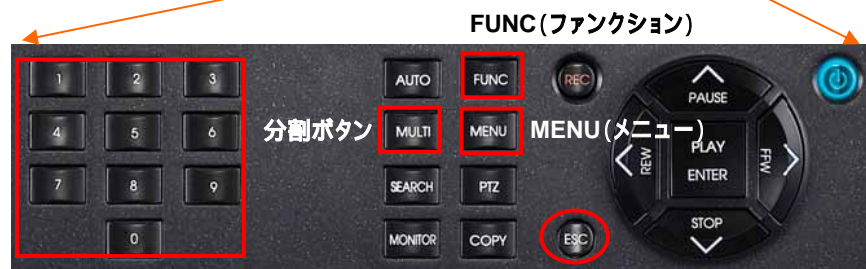 FUNC(ファンクション)
1 2 3 AUTO FUNC REC PAUSE
4 5 6 分割ボタン MULTI MENU MENU(メニュー)
REW PLAY ENTER FFW
7 8 9 SEARCH PTZ
0 MONITOR COPY ESC STOP